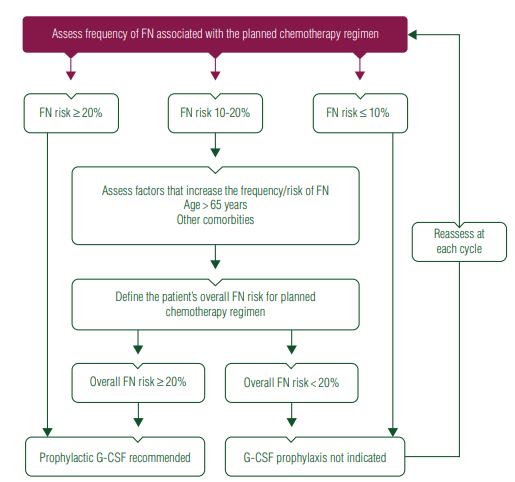 Assess frequency of FN associated with the planned chemotherapy regimen
FN risk ≥ 20%
FN risk 10-20%
FN risk ≤ 10%
Assess factors that increase the frequency/risk of FN
Age > 65 years
Other comorbities
Reassess at
each cycle
Define the patient's overall FN risk for planned
chemotherapy regimen
Overall FN risk ≥ 20%
Overall FN risk < 20%
Prophylactic G-CSF recommended
G-CSF prophylaxis not indicated